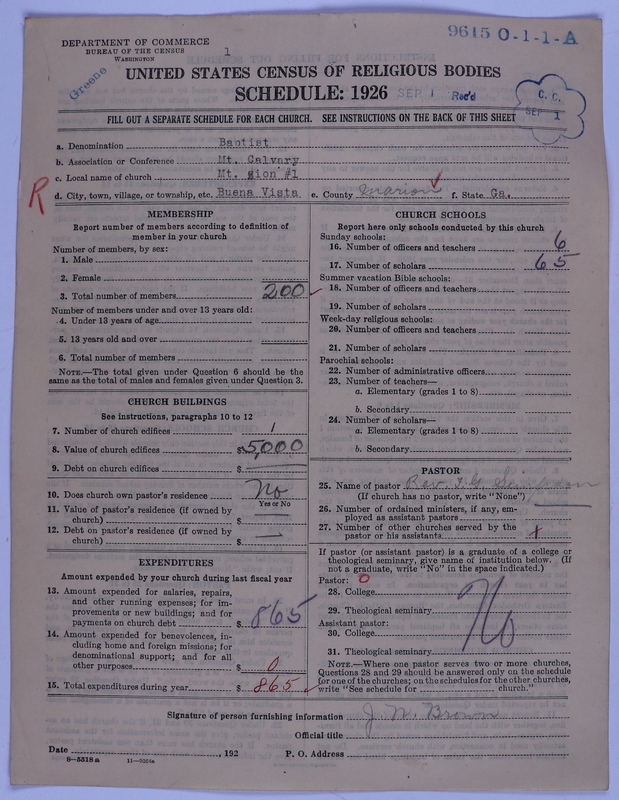 9615 O-1-1-A
DEPARTMENT OF COMMERCE
BUREAU OF THE CENSUS
WASHINGTON
1
Greene
UNITED STATES CENSUS OF RELIGIOUS BODIES
SCHEDULE: 1926
SEP 1 Rec'd
C. C.
SEP 1
FILL OUT A SEPARATE SCHEDULE FOR EACH CHURCH. SEE INSTRUCTIONS ON THE BACK OF THIS SHEET
a. Denomination Baptist
b. Association or Conference Mt. Calvary
c. Local name of church Mt. Zion #1
R
d. City, town, village, or township, etc. Buena Vista e. County Marion f. State Ga.
MEMBERSHIP
Report number of members according to definition of member in your church
Number of members, by sex:
1. Male
2. Female
3. Total number of members 200
Number of members under and over 13 years old:
4. Under 13 years of age
5. 13 years old and over
6. Total number of members
NOTE.—The total given under Question 6 should be the same as the total of males and females given under Question 3.
CHURCH BUILDINGS
See instructions, paragraphs 10 to 12
7. Number of church edifices 1
8. Value of church edifices $5,000
9. Debt on church edifices $
10. Does church own pastor's residence No
Yes or No
11. Value of pastor's residence (if owned by
church) $
12. Debt on pastor's residence (if owned by
church) $
EXPENDITURES
Amount expended by your church during last fiscal year
13. Amount expended for salaries, repairs,
and other running expenses; for im-
provements or new buildings; and for
payments on church debt $ 865
14. Amount expended for benevolences, in-
cluding home and foreign missions; for
denominational support; and for all
other purposes $ 0
15. Total expenditures during year $ 865
CHURCH SCHOOLS
Report here only schools conducted by this church
Sunday schools:
16. Number of officers and teachers 6
17. Number of scholars 65
Summer vacation Bible schools:
18. Number of officers and teachers
19. Number of scholars
Week-day religious schools:
20. Number of officers and teachers
21. Number of scholars
Parochial schools:
22. Number of administrative officers
23. Number of teachers—
a. Elementary (grades 1 to 8)
b. Secondary
24. Number of scholars—
a. Elementary (grades 1 to 8)
b. Secondary
PASTOR
25. Name of pastor Rev. Simpson
(If church has no pastor, write "None")
26. Number of ordained ministers, if any, em-
ployed as assistant pastors
27. Number of other churches served by the
pastor or his assistants
If pastor (or assistant pastor) is a graduate of a college or
theological seminary, give name of institution below. (If
not a graduate, write "No" in the space indicated.)
Pastor: 0
28. College
29. Theological seminary No
Assistant pastor:
30. College
31. Theological seminary
NOTE.—Where one pastor serves two or more churches,
Questions 28 and 29 should be answered only on the schedule
for one of the churches; on the schedules for the other churches,
write "See schedule for church."
Signature of person furnishing information J. W. Brown
Official title
Date , 192 P. O. Address
8—5518a 11—9264a